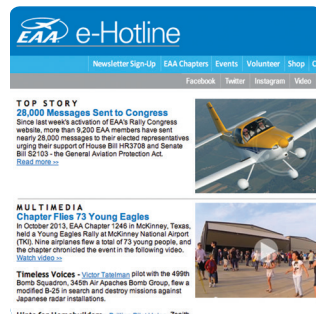 EAA e-Hotline
Newsletter Sign-Up EAA Chapters Events Volunteer Shop
Facebook Twitter Instagram Video
TOP STORY
28,000 Messages Sent to Congress
Since last week's activation of EAA's Rally Congress
website, more than 9,200 EAA members have sent
nearly 28,000 messages to their elected representatives
urging their support of House Bill HR3708 and Senate
Bill S2103 - the General Aviation Protection Act.
Read more >>
MULTIMEDIA
Chapter Flies 73 Young Eagles
In October 2013, EAA Chapter 1246 in McKinney, Texas,
held a Young Eagles Rally at McKinney National Airport
(TKI). Nine airplanes flew a total of 73 young people, and
the chapter chronicled the event in the following video.
Watch video >>
Timeless Voices - Victor Tatelman pilot with the 499th
Bomb Squadron, 345th Air Apaches Bomb Group, flew a
modified B-25 in search and destroy missions against
Japanese radar installations.